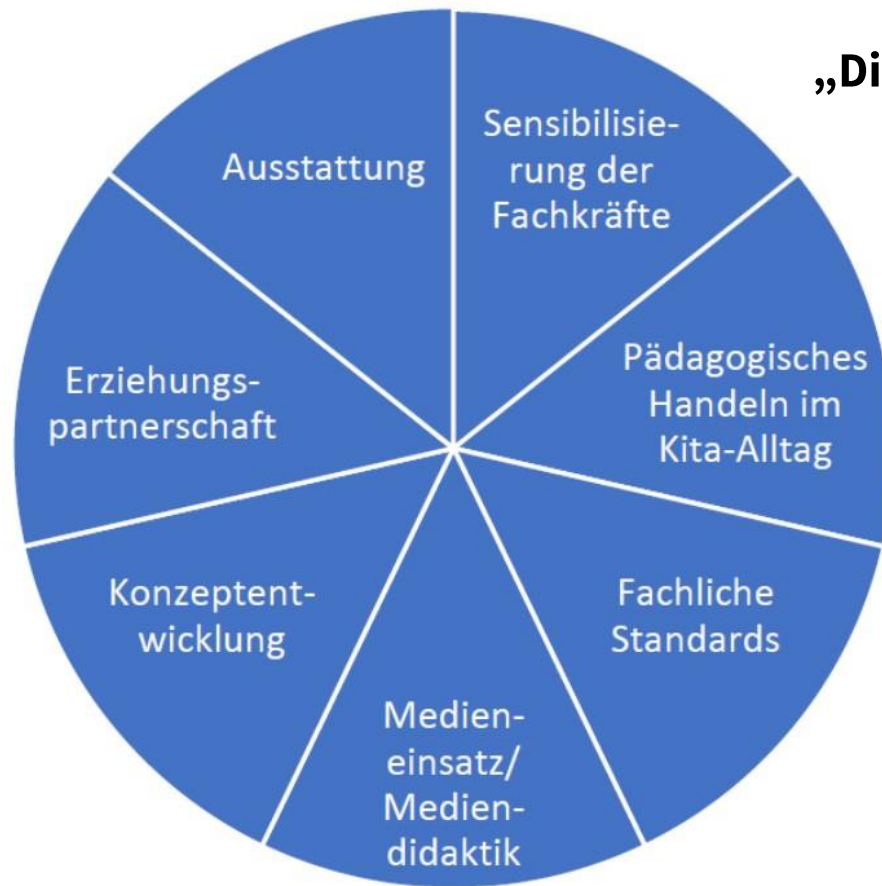 „Di
Sensibilisie-
rung der
Fachkräfte
Pädagogisches
Handeln im
Kita-Alltag
Fachliche
Standards
Medien-
einsatz/
Medien-
didaktik
Konzeptent-
wicklung
Erziehungs-
partnerschaft
Ausstattung